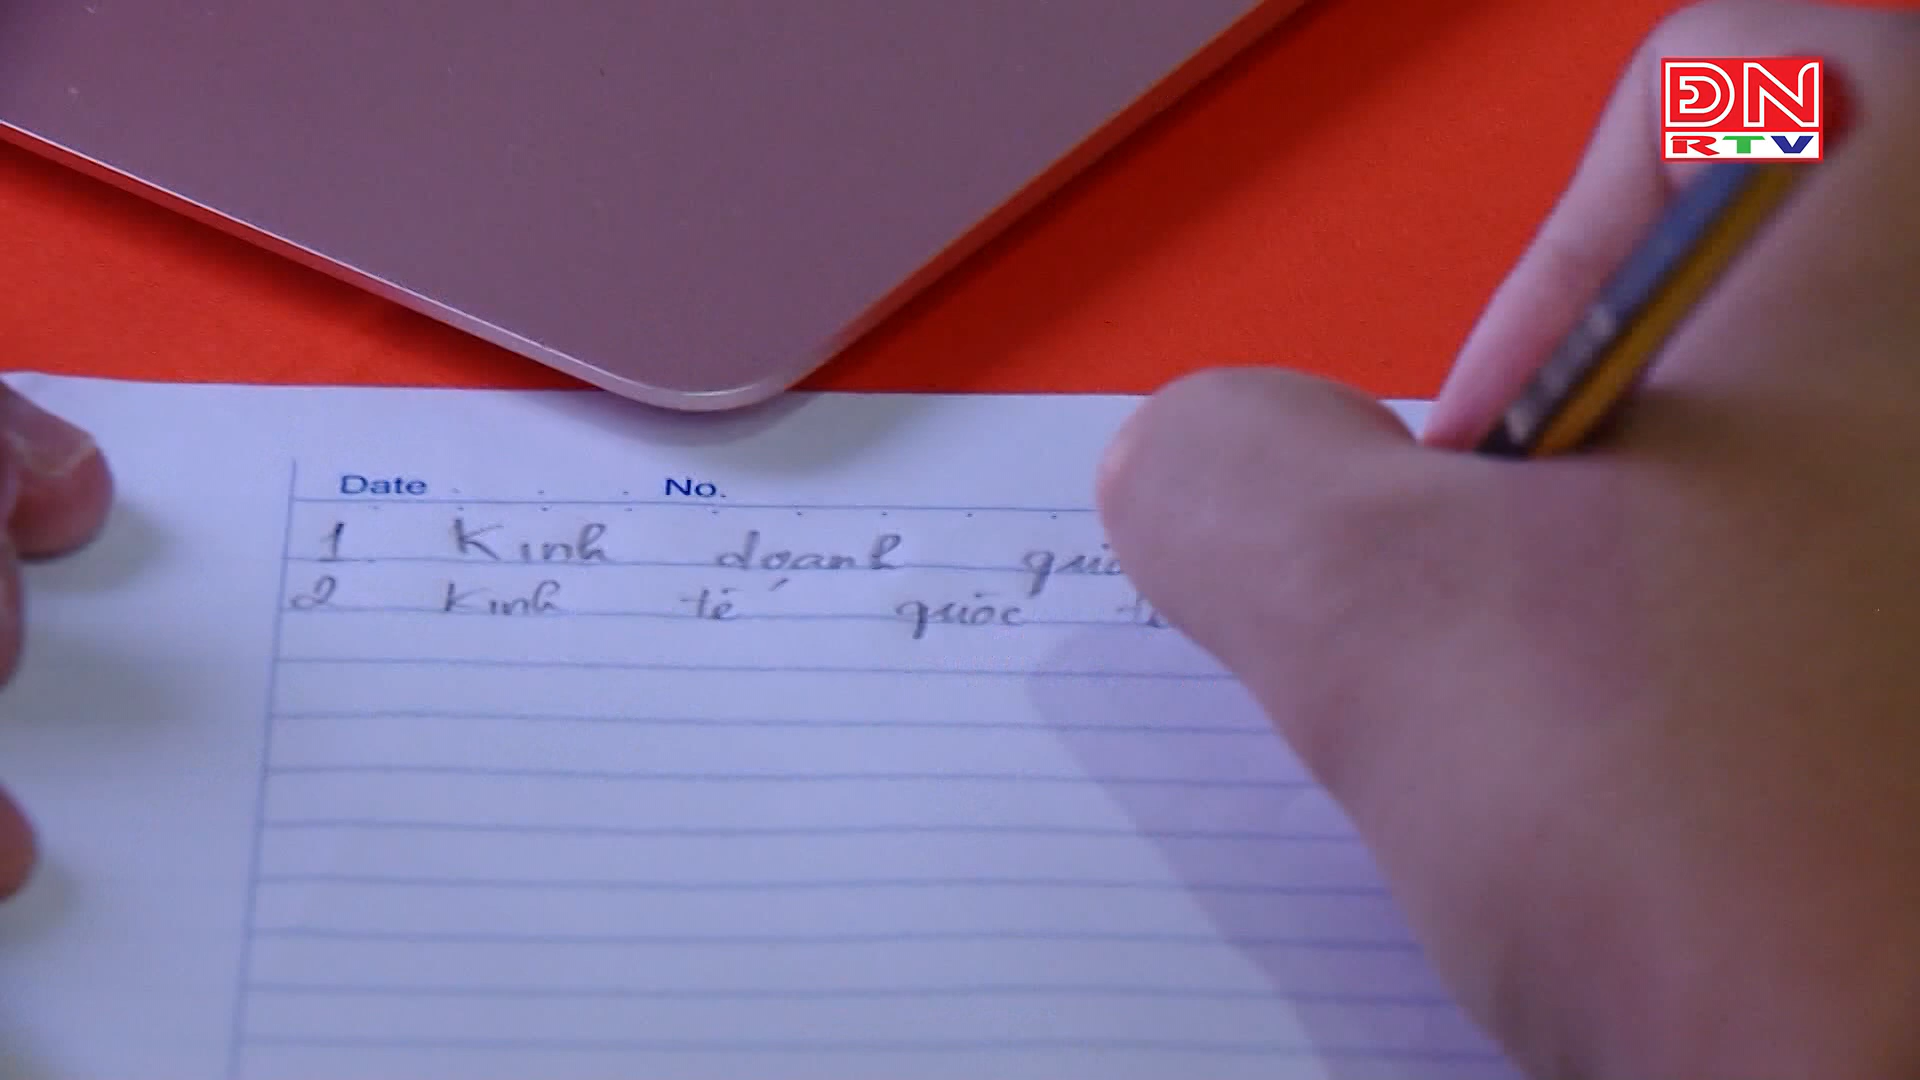 ĐN
RTV
Date No.
1 Kinh doanh
2 Kinh tế quốc